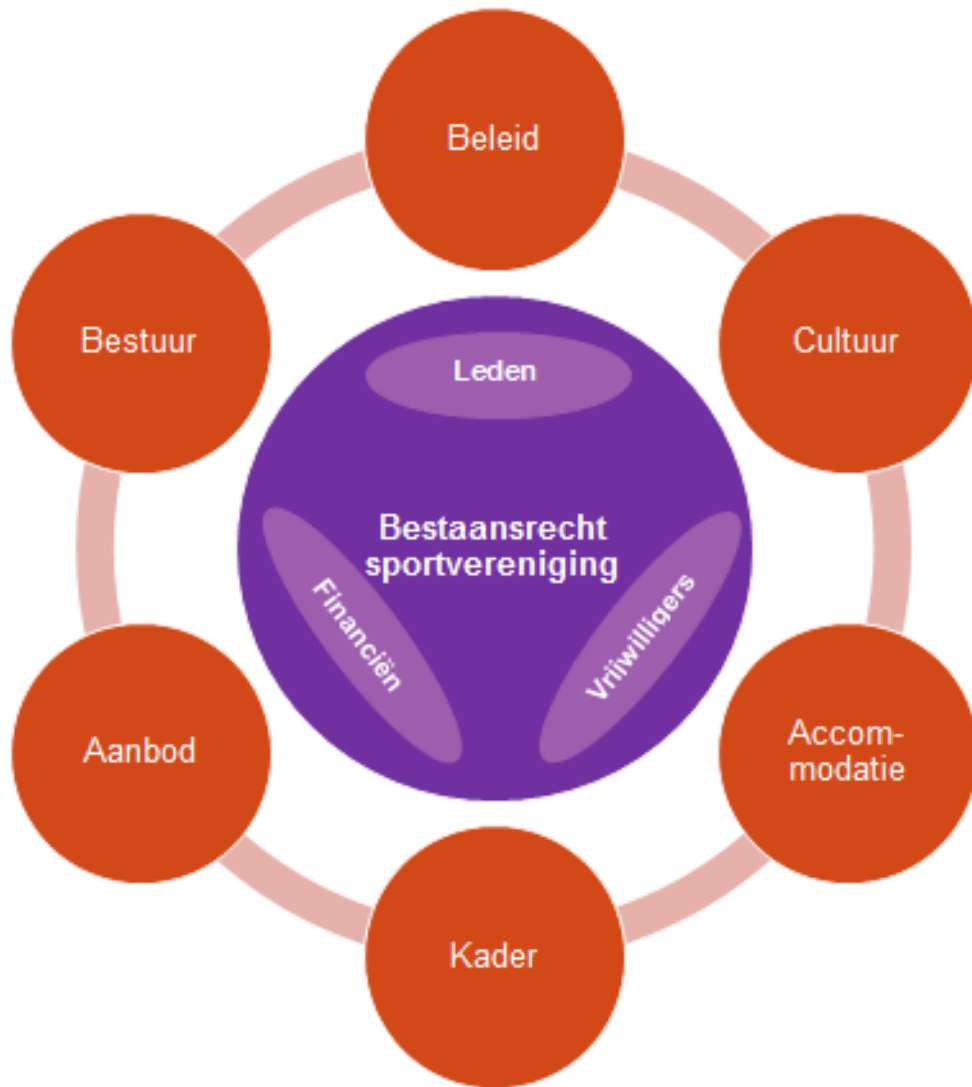 Beleid
Bestuur
Cultuur
Leden
Bestaansrecht
sportvereniging
Financiën
Vrijwilligers
Aanbod
Accom-
modatie
Kader